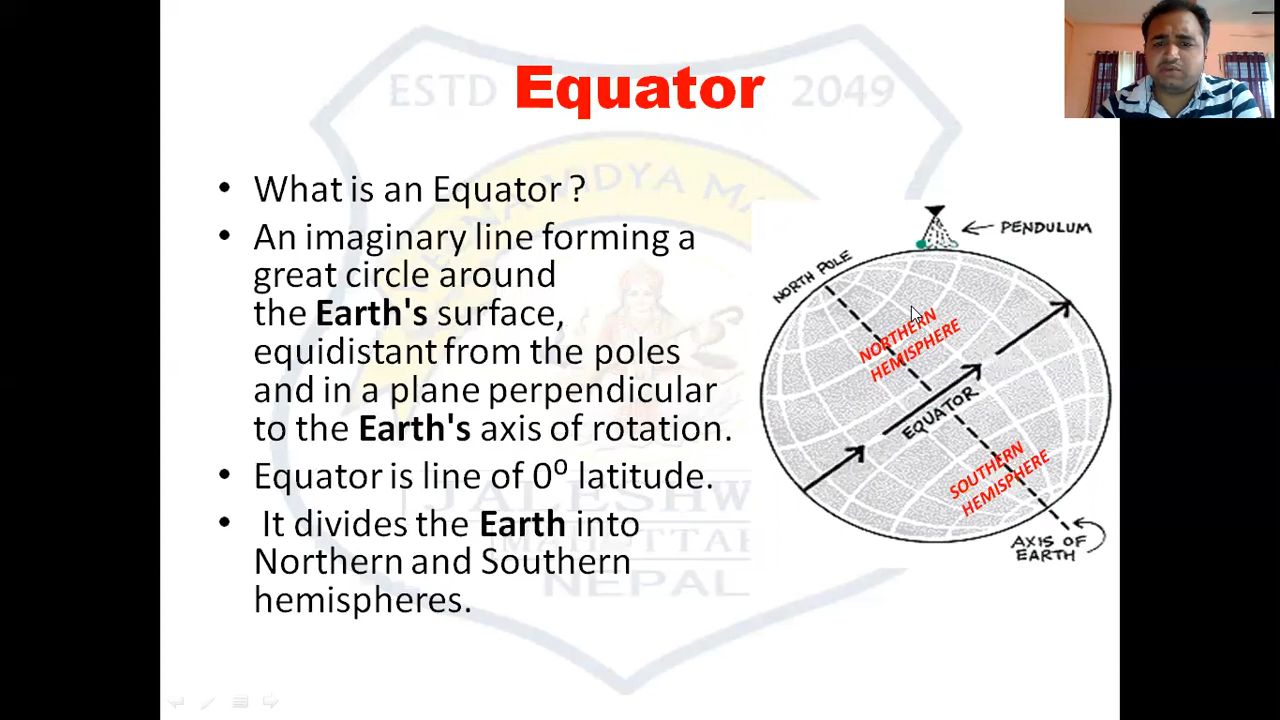 ESTD 2049
Equator
• What is an Equator ?
• An imaginary line forming a
great circle around
the Earth's surface,
equidistant from the poles
and in a plane perpendicular
to the Earth's axis of rotation.
• Equator is line of 0⁰ latitude.
• It divides the Earth into
Northern and Southern
hemispheres.
PENDULUM
NORTH POLE
NORTHERN
HEMISPHERE
EQUATOR
SOUTHERN
HEMISPHERE
AXIS OF
EARTH
VIDYA
NEPAL